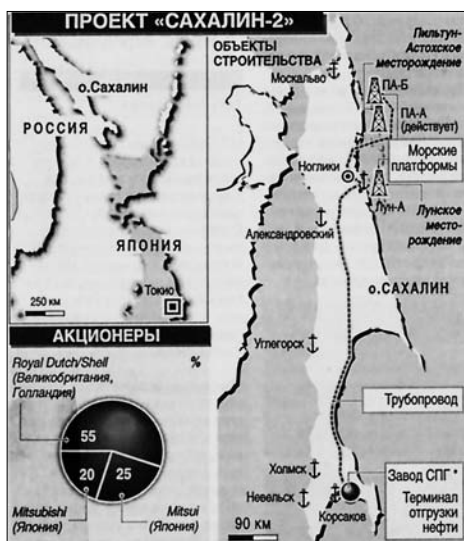 ПРОЕКТ «САХАЛИН-2»
о.Сахалин
РОССИЯ
ЯПОНИЯ
Токио
250 км
ОБЪЕКТЫ
СТРОИТЕЛЬСТВА
Москальво
Пильтун-
Астохское
месторождение
ПА-Б
ПА-А
(действует)
Морские
платформы
Ноглики
Лун-А
Лунское
место-
рождение
Александровский
о.САХАЛИН
Углегорск
Трубопровод
Холмск
Невельск
Корсаков
Завод СПГ *
Терминал
отгрузки
нефти
90 км
АКЦИОНЕРЫ
Royal Dutch/Shell
(Великобритания,
Голландия)
%
55
20
25
Mitsubishi
(Япония)
Mitsui
(Япония)